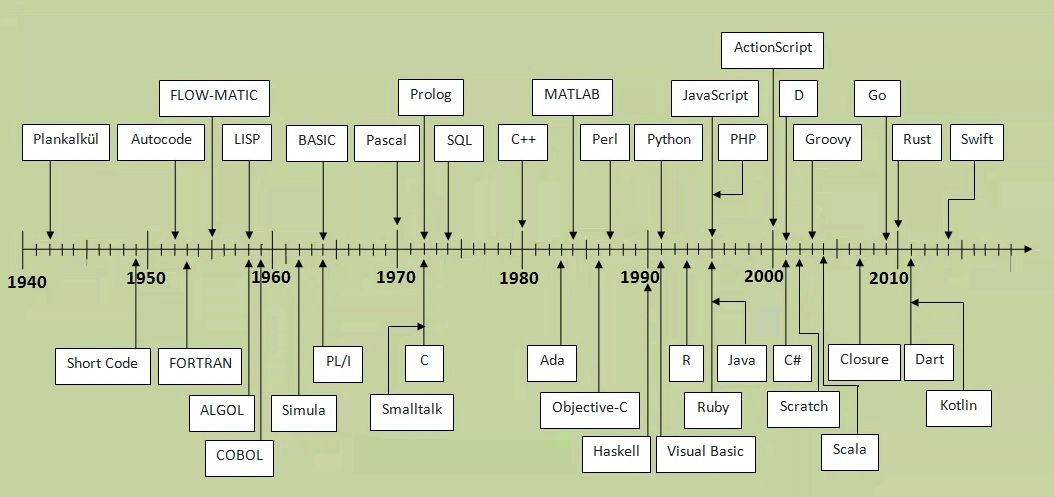 ActionScript
FLOW-MATIC
Prolog
MATLAB
JavaScript
D
Go
Plankalkül
Autocode
LISP
BASIC
Pascal
SQL
C++
Perl
Python
PHP
Groovy
Rust
Swift
1940
1950
1960
1970
1980
1990
2000
2010
Short Code
FORTRAN
PL/I
C
Ada
R
Java
C#
Closure
Dart
ALGOL
Simula
Smalltalk
Objective-C
Ruby
Scratch
Kotlin
COBOL
Haskell
Visual Basic
Scala